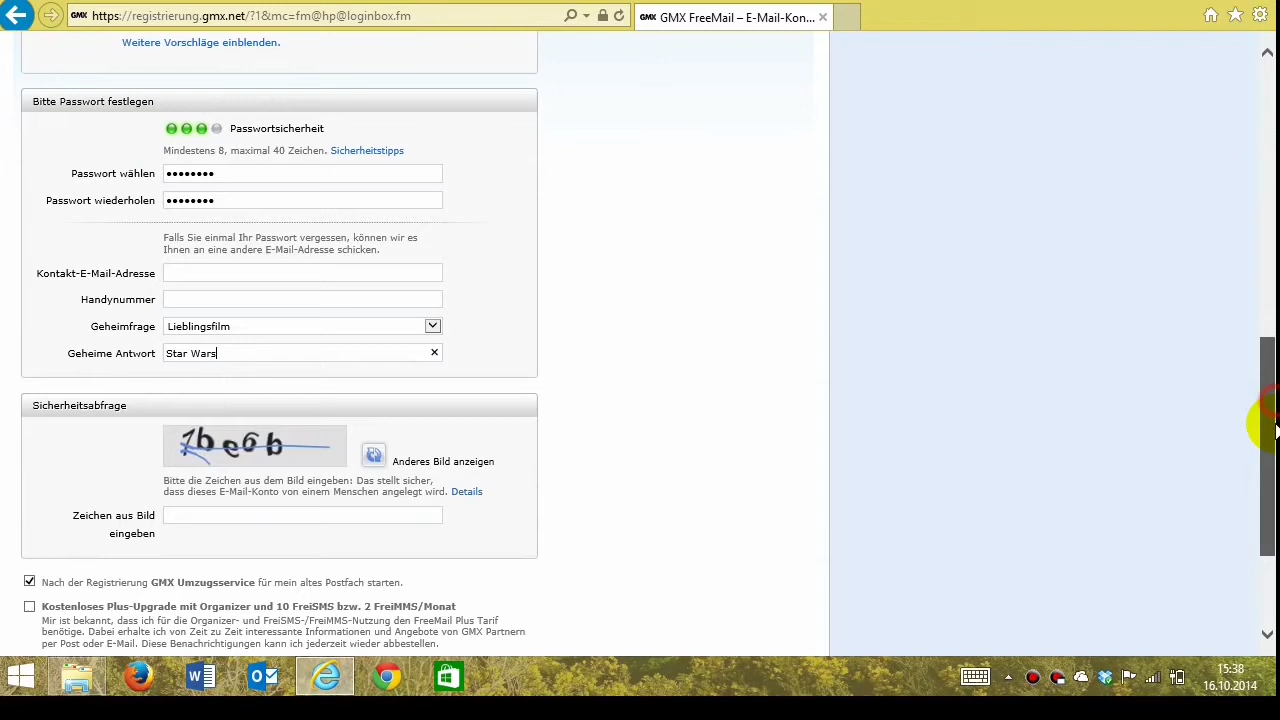 GMX https://registrierung.gmx.net/?1&mc=fm@hp@loginbox.fm
GMX GMX FreeMail – E-Mail-Kon...
Weitere Vorschläge einblenden.
Bitte Passwort festlegen
Passwortsicherheit
Mindestens 8, maximal 40 Zeichen. Sicherheitstipps
Passwort wählen
Passwort wiederholen
Falls Sie einmal Ihr Passwort vergessen, können wir es
Ihnen an eine andere E-Mail-Adresse schicken.
Kontakt-E-Mail-Adresse
Handynummer
Geheimfrage Lieblingsfilm
Geheime Antwort Star Wars
Sicherheitsabfrage
1be6b
Anderes Bild anzeigen
Bitte die Zeichen aus dem Bild eingeben: Das stellt sicher,
dass dieses E-Mail-Konto von einem Menschen angelegt wird. Details
Zeichen aus Bild
eingeben
Nach der Registrierung GMX Umzugsservice für mein altes Postfach starten.
Kostenloses Plus-Upgrade mit Organizer und 10 FreiSMS bzw. 2 FreiMMS/Monat
Mir ist bekannt, dass ich für die Organizer- und FreiSMS-/FreiMMS-Nutzung den FreeMail Plus Tarif
benötige. Dabei erhalte ich von Zeit zu Zeit interessante Informationen und Angebote von GMX Partnern
per Post oder E-Mail. Diese Benachrichtigungen kann ich jederzeit wieder abbestellen.
15:38
16.10.2014